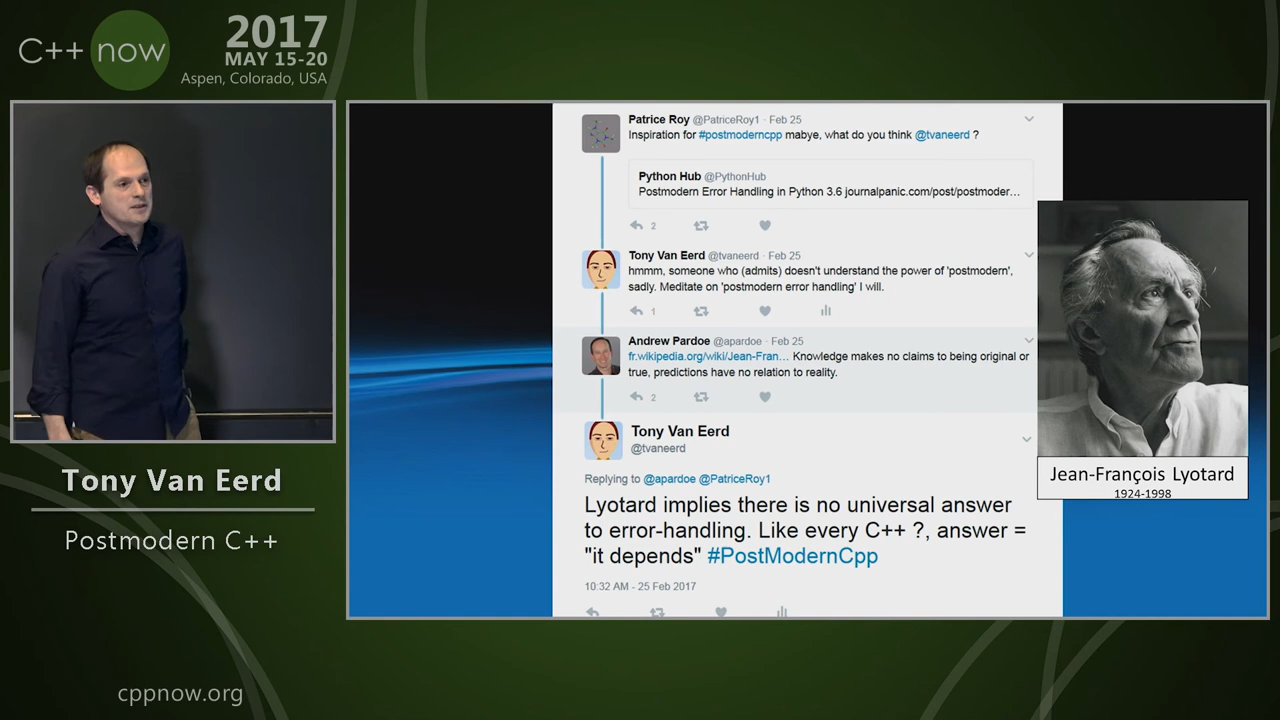 C++ now
2017
MAY 15-20
Aspen, Colorado, USA
Tony Van Eerd
Postmodern C++
cppnow.org
Patrice Roy @PatriceRoy1 · Feb 25
Inspiration for #postmoderncpp mabye, what do you think @tvaneerd ?
Python Hub @PythonHub
Postmodern Error Handling in Python 3.6 journalpanic.com/post/postmoder…
2
Tony Van Eerd @tvaneerd · Feb 25
hmmm, someone who (admits) doesn't understand the power of 'postmodern',
sadly. Meditate on 'postmodern error handling' I will.
1
Andrew Pardoe @apardoe · Feb 25
fr.wikipedia.org/wiki/Jean-Fran… Knowledge makes no claims to being original or
true, predictions have no relation to reality.
2
Tony Van Eerd
@tvaneerd
Replying to @apardoe @PatriceRoy1
Lyotard implies there is no universal answer
to error-handling. Like every C++ ?, answer =
"it depends" #PostModernCpp
10:32 AM - 25 Feb 2017
Jean-François Lyotard
1924-1998